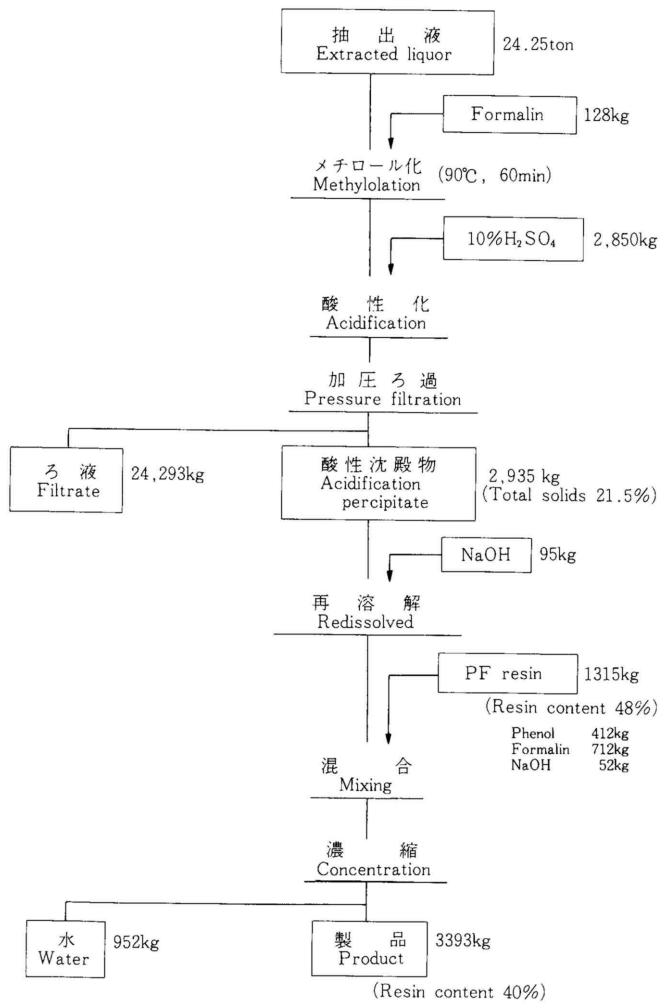 抽出液
Extracted liquor
24.25ton
Formalin
128kg
メチロール化
Methylolation
(90℃, 60min)
10%H₂SO₄
2,850kg
酸性化
Acidification
加圧ろ過
Pressure filtration
ろ液
Filtrate
24,293kg
酸性沈殿物
Acidification
percipitate
2,935 kg
(Total solids 21.5%)
NaOH
95kg
再溶解
Redissolved
PF resin
1315kg
(Resin content 48%)
Phenol 412kg
Formalin 712kg
NaOH 52kg
混合
Mixing
濃縮
Concentration
水
Water
952kg
製品
Product
3393kg
(Resin content 40%)